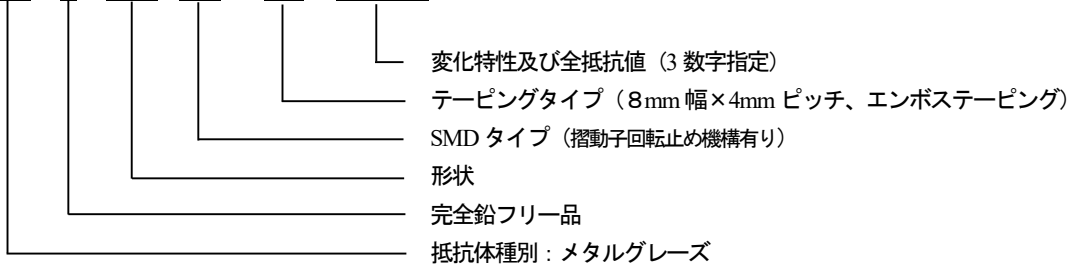 変化特性及び全抵抗値（3 数字指定）
テーピングタイプ（８mm 幅×4mm ピッチ、エンボステーピング）
SMD タイプ（摺動子回転止め機構有り）
形状
完全鉛フリー品
抵抗体種別：メタルグレーズ